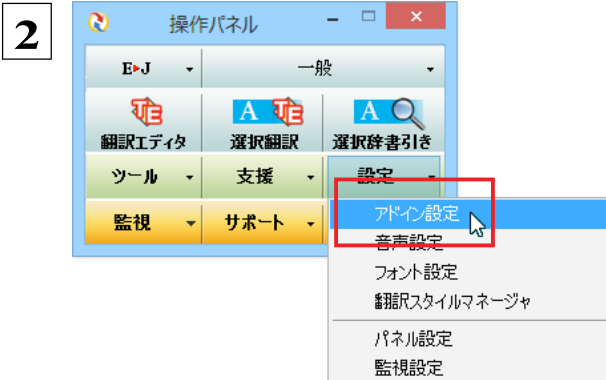 2
操作パネル
E▸J
一般
翻訳エディタ
選択翻訳
選択辞書引き
ツール
支援
設定
監視
サポート
アドイン設定
音声設定
フォント設定
翻訳スタイルマネージャ
パネル設定
監視設定